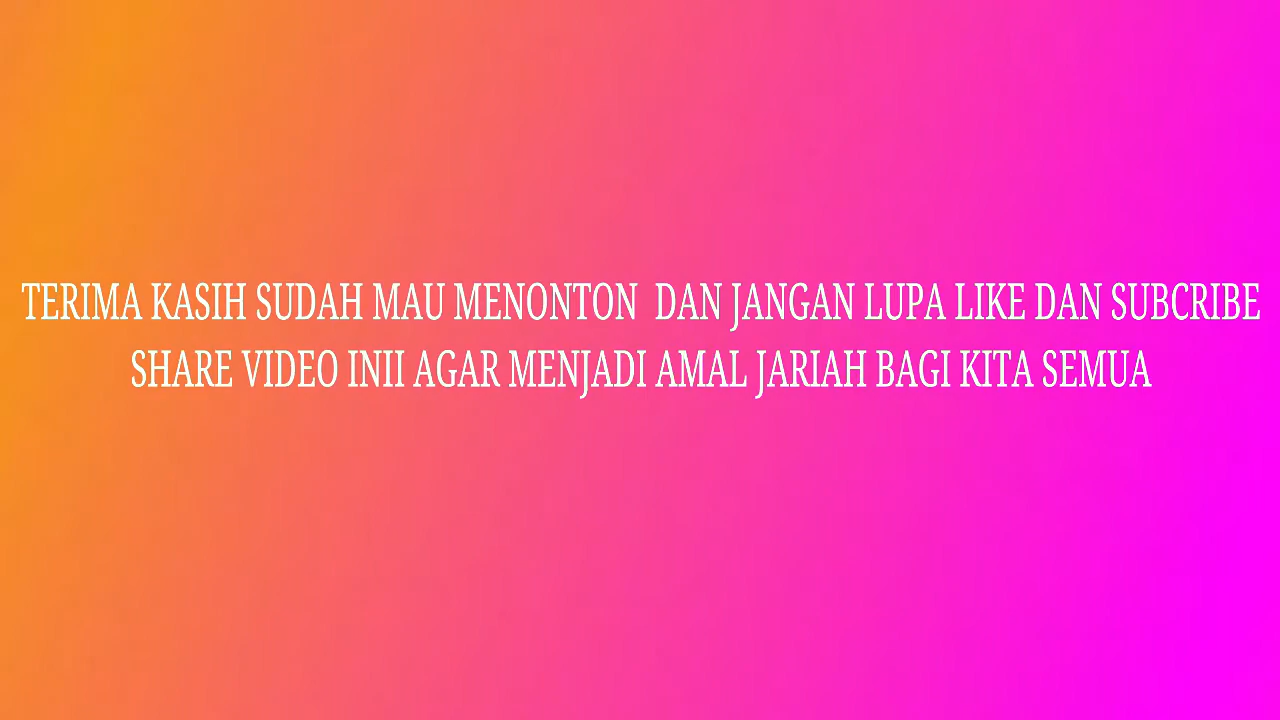 TERIMA KASIH SUDAH MAU MENONTON  DAN JANGAN LUPA LIKE DAN SUBCRIBE
SHARE VIDEO INII AGAR MENJADI AMAL JARIAH BAGI KITA SEMUA